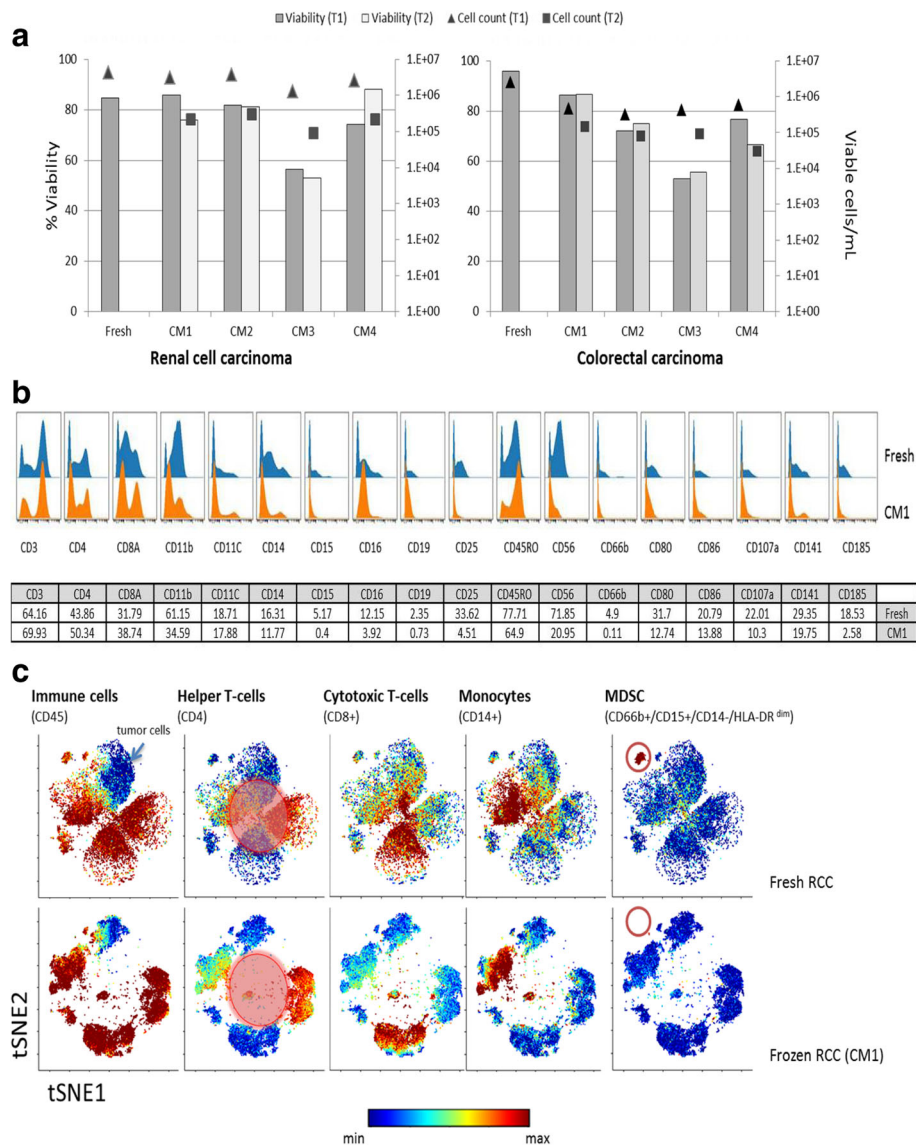 Viability (T1) Viability (T2) Cell count (T1) Cell count (T2)
a
100
80
60
40
20
0
% Viability
1.E+07
1.E+06
1.E+05
1.E+04
1.E+03
1.E+02
1.E+01
1.E+00
Fresh CM1 CM2 CM3 CM4
Renal cell carcinoma
100
80
60
40
20
0
1.E+07
1.E+06
1.E+05
1.E+04
1.E+03
1.E+02
1.E+01
1.E+00
Viable cells/mL
Fresh CM1 CM2 CM3 CM4
Colorectal carcinoma
b
Fresh
CM1
CD3 CD4 CD8A CD11b CD11C CD14 CD15 CD16 CD19 CD25 CD45RO CD56 CD66b CD80 CD86 CD107a CD141 CD185
CD3 CD4 CD8A CD11b CD11C CD14 CD15 CD16 CD19 CD25 CD45RO CD56 CD66b CD80 CD86 CD107a CD141 CD185
64.16 43.86 31.79 61.15 18.71 16.31 5.17 12.15 2.35 33.62 77.71 71.85 4.9 31.7 20.79 22.01 29.35 18.53 Fresh
69.93 50.34 38.74 34.59 17.88 11.77 0.4 3.92 0.73 4.51 64.9 20.95 0.11 12.74 13.88 10.3 19.75 2.58 CM1
c
Immune cells Helper T-cells Cytotoxic T-cells Monocytes MDSC
(CD45) (CD4) (CD8+) (CD14+) (CD66b+/CD15+/CD14-/HLA-DR dim)
tumor cells
Fresh RCC
Frozen RCC (CM1)
tSNE2
tSNE1
min max